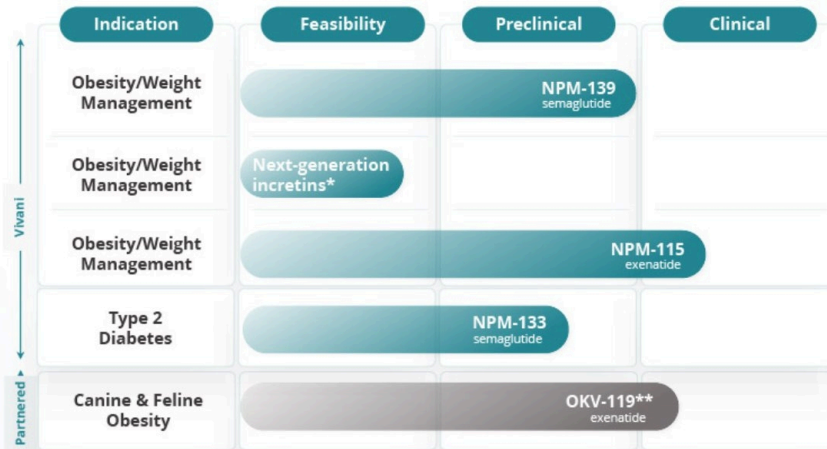 Indication
Feasibility
Preclinical
Clinical
Vivani
Obesity/Weight
Management
NPM-139
semaglutide
Obesity/Weight
Management
Next-generation
incretins*
Obesity/Weight
Management
NPM-115
exenatide
Type 2
Diabetes
NPM-133
semaglutide
Partnered
Canine & Feline
Obesity
OKV-119**
exenatide